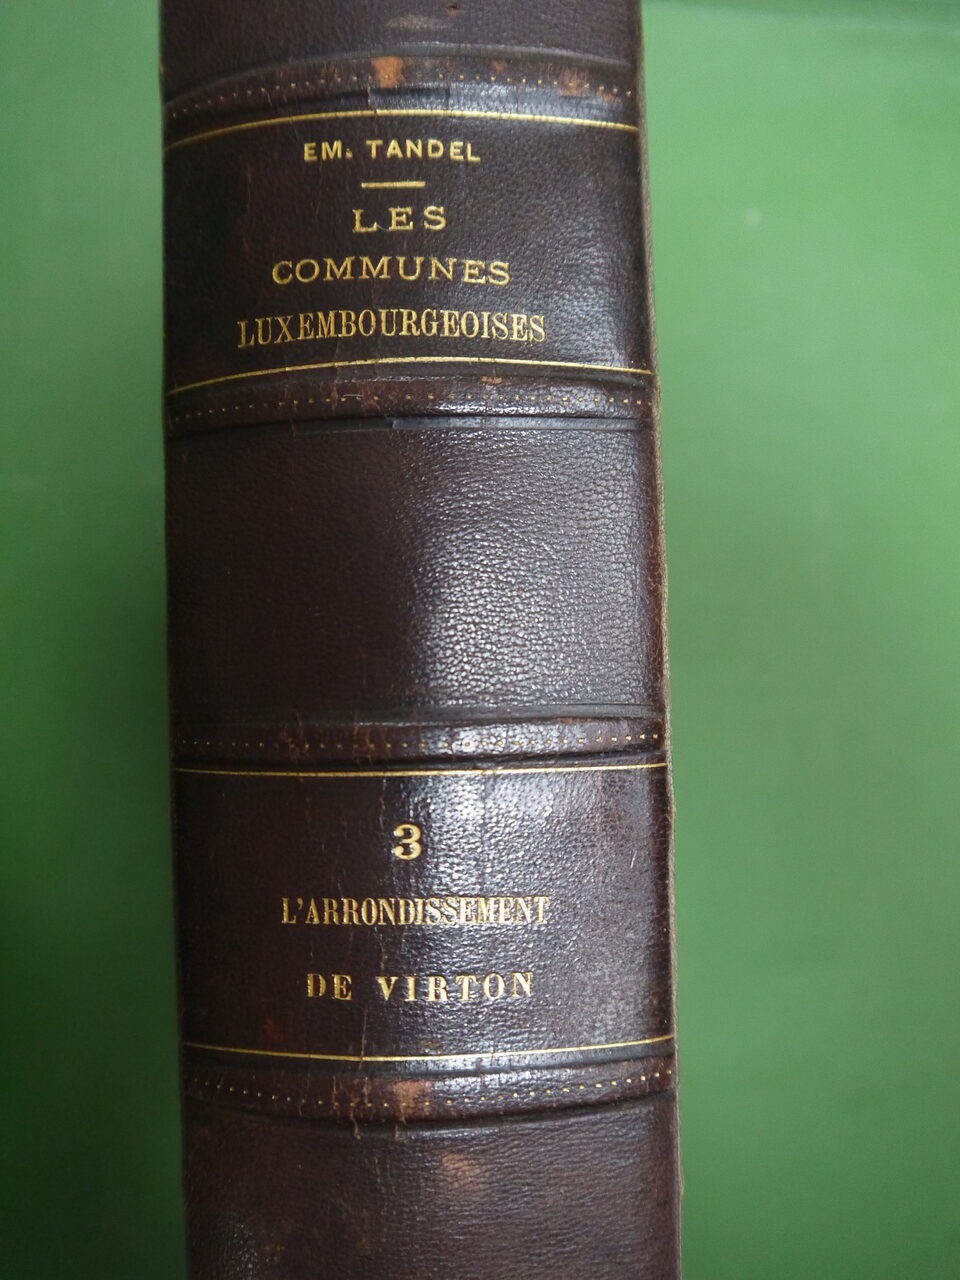 EM. TANDEL
LES
COMMUNES
LUXEMBOURGEOISES
3
L'ARRONDISSEMENT
DE VIRTON